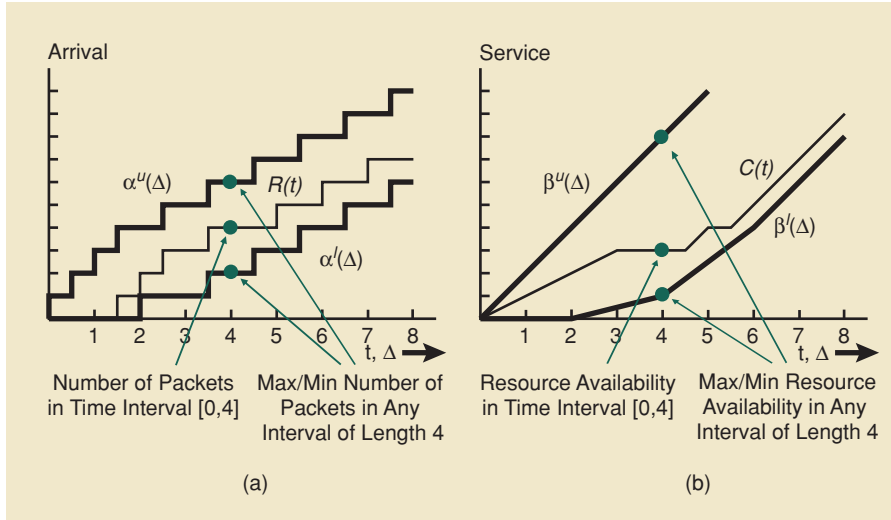 Arrival
α^u(Δ)
R(t)
α^l(Δ)
1 2 3 4 5 6 7 8
t, Δ
Number of Packets
in Time Interval [0,4]
Max/Min Number of
Packets in Any
Interval of Length 4
(a)
Service
β^u(Δ)
C(t)
β^l(Δ)
1 2 3 4 5 6 7 8
t, Δ
Resource Availability
in Time Interval [0,4]
Max/Min Resource
Availability in Any
Interval of Length 4
(b)